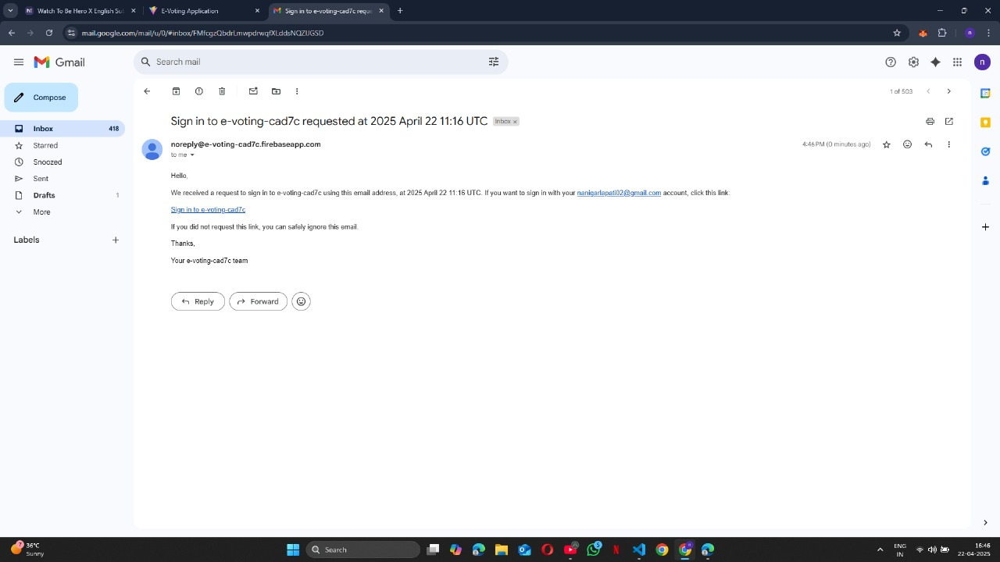 Watch To Be Hero X English Sub
E-Voting Application
Sign in to e-voting-cad7c reque
mail.google.com/mail/u/0/#inbox/FMfcgzQbdrLmwpdrwqfXLddsNQZlJGSD
n
Gmail
Search mail
n
Compose
1 of 503
Inbox 418
Starred
Snoozed
Sent
Drafts 1
More
Labels
Sign in to e-voting-cad7c requested at 2025 April 22 11:16 UTC Inbox x
noreply@e-voting-cad7c.firebaseapp.com
4:46 PM (0 minutes ago)
to me
Hello,
We received a request to sign in to e-voting-cad7c using this email address, at 2025 April 22 11:16 UTC. If you want to sign in with your nanigarlapati02@gmail.com account, click this link:
Sign in to e-voting-cad7c
If you did not request this link, you can safely ignore this email.
Thanks,
Your e-voting-cad7c team
Reply
Forward
7
36°C
Sunny
Search
5
ENG
IN
16:46
22-04-2025